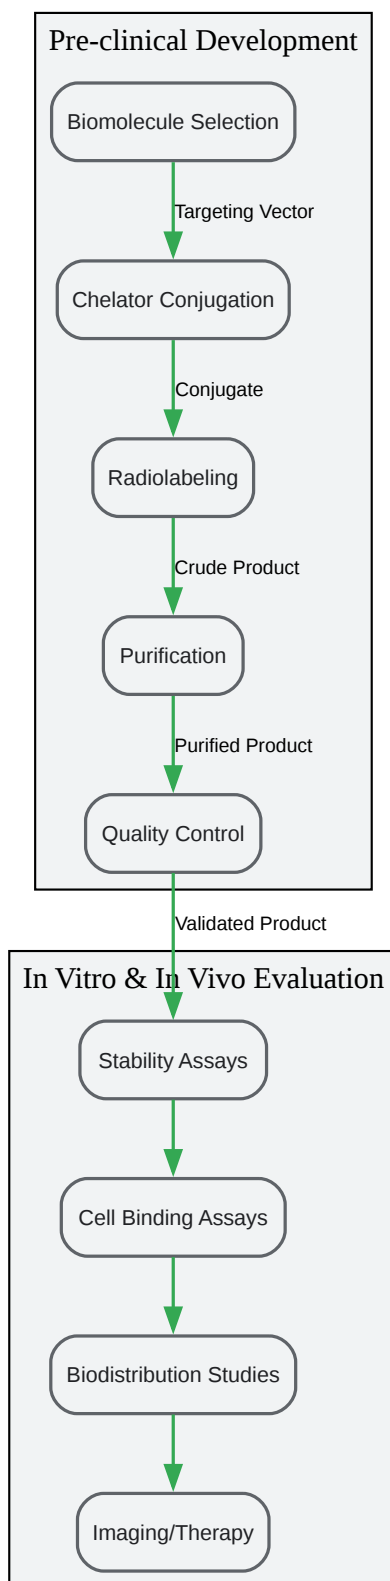 Pre-clinical Development
Biomolecule Selection
Targeting Vector
Chelator Conjugation
Conjugate
Radiolabeling
Crude Product
Purification
Purified Product
Quality Control
Validated Product
In Vitro & In Vivo Evaluation
Stability Assays
Cell Binding Assays
Biodistribution Studies
Imaging/Therapy